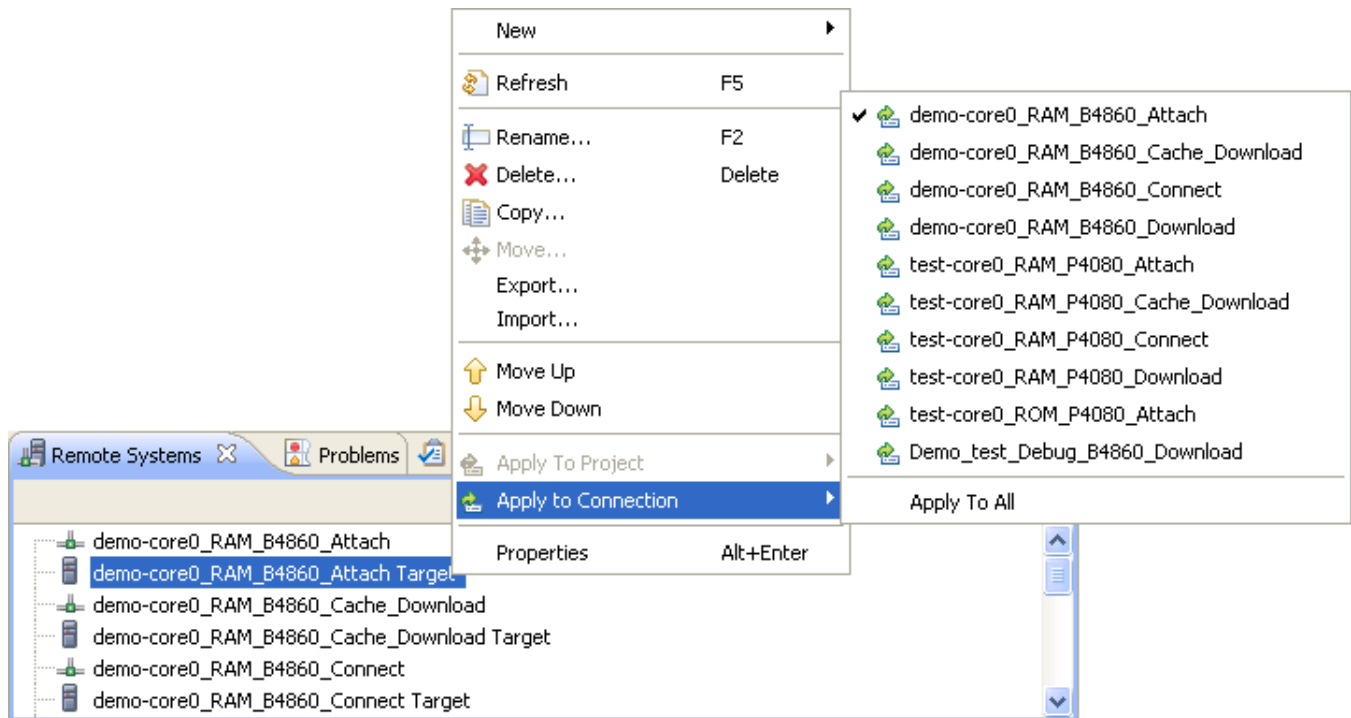 New
Refresh F5
Rename... F2
Delete... Delete
Copy...
Move...
Export...
Import...
Move Up
Move Down
Apply To Project
Apply to Connection
Properties Alt+Enter
demo-core0_RAM_B4860_Attach
demo-core0_RAM_B4860_Cache_Download
demo-core0_RAM_B4860_Connect
demo-core0_RAM_B4860_Download
test-core0_RAM_P4080_Attach
test-core0_RAM_P4080_Cache_Download
test-core0_RAM_P4080_Connect
test-core0_RAM_P4080_Download
test-core0_ROM_P4080_Attach
Demo_test_Debug_B4860_Download
Apply To All
Remote Systems Problems
demo-core0_RAM_B4860_Attach
demo-core0_RAM_B4860_Attach Target
demo-core0_RAM_B4860_Cache_Download
demo-core0_RAM_B4860_Cache_Download Target
demo-core0_RAM_B4860_Connect
demo-core0_RAM_B4860_Connect Target